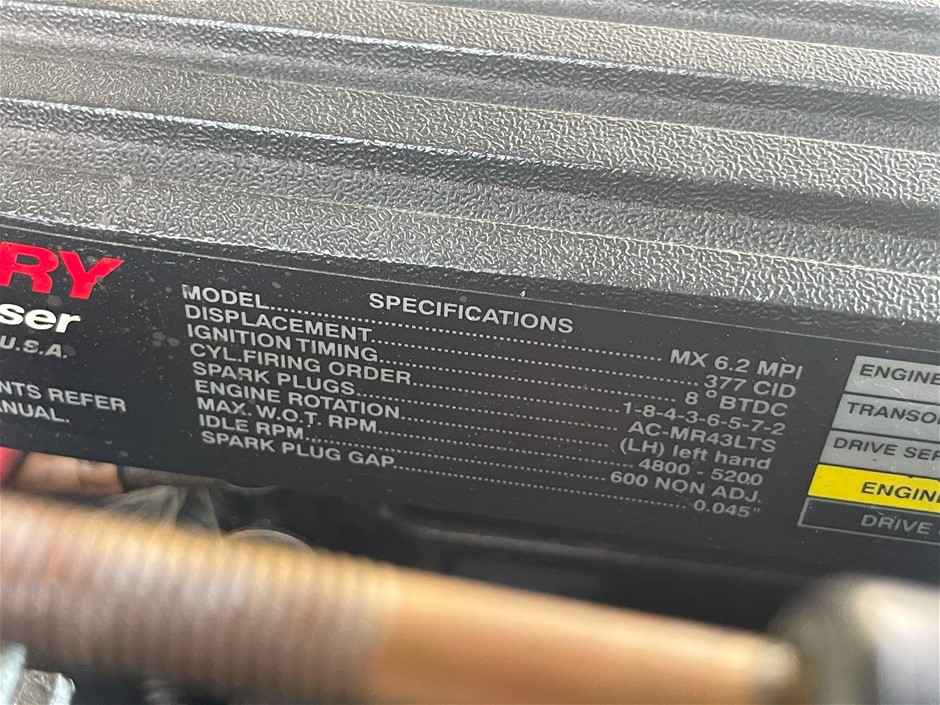 RY
ser
U.S.A.
NTS REFER
ANUAL.
SPECIFICATIONS
MODEL........................................ MX 6.2 MPI
DISPLACEMENT........................................ 377 CID
IGNITION TIMING........................................ 8° BTDC
CYL.FIRING ORDER........................................ 1-8-4-3-6-5-7-2
SPARK PLUGS........................................ AC-MR43LTS
ENGINE ROTATION........................................ (LH) left hand
MAX. W.O.T. RPM........................................ 4800 - 5200
IDLE RPM........................................ 600 NON ADJ.
SPARK PLUG GAP........................................ 0.045"
ENGINE
TRANSO
DRIVE SER
ENGINE
DRIVE